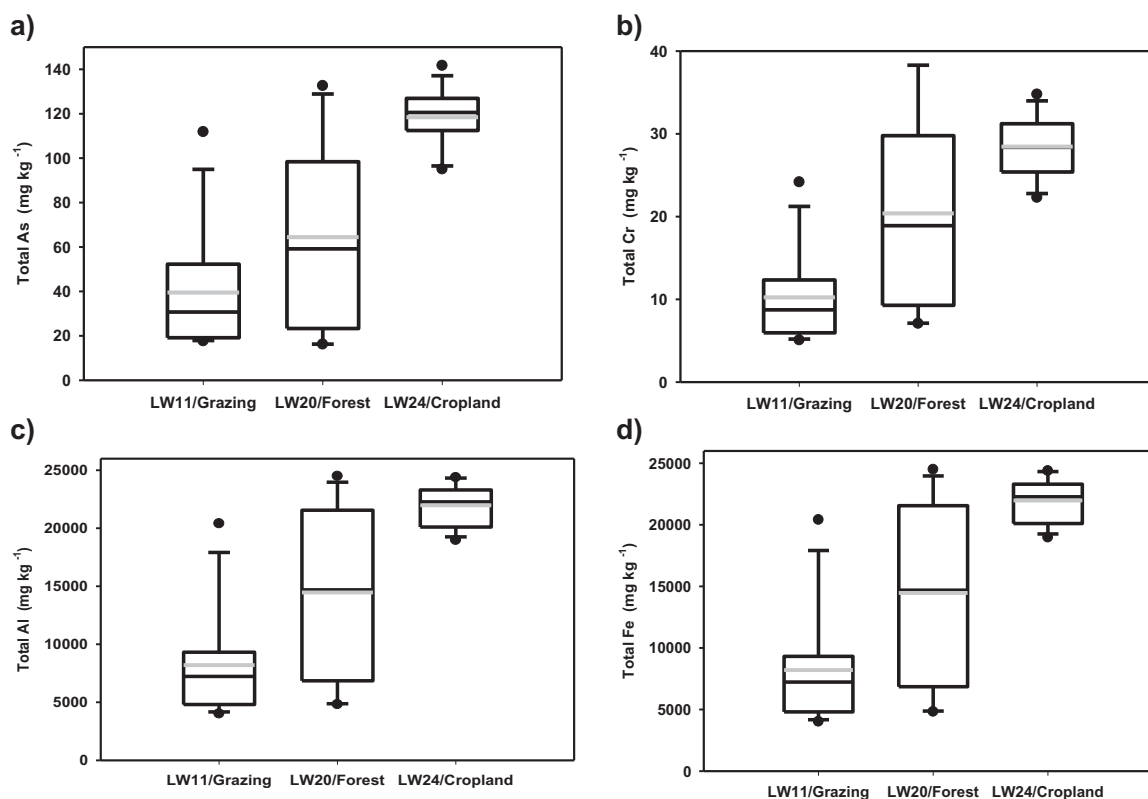 a)
Total As (mg kg -1)
140
120
100
80
60
40
20
0
LW11/Grazing LW20/Forest LW24/Cropland
b)
Total Cr (mg kg -1)
40
30
20
10
0
LW11/Grazing LW20/Forest LW24/Cropland
c)
Total Al (mg kg -1)
25000
20000
15000
10000
5000
0
LW11/Grazing LW20/Forest LW24/Cropland
d)
Total Fe (mg kg -1)
25000
20000
15000
10000
5000
0
LW11/Grazing LW20/Forest LW24/Cropland